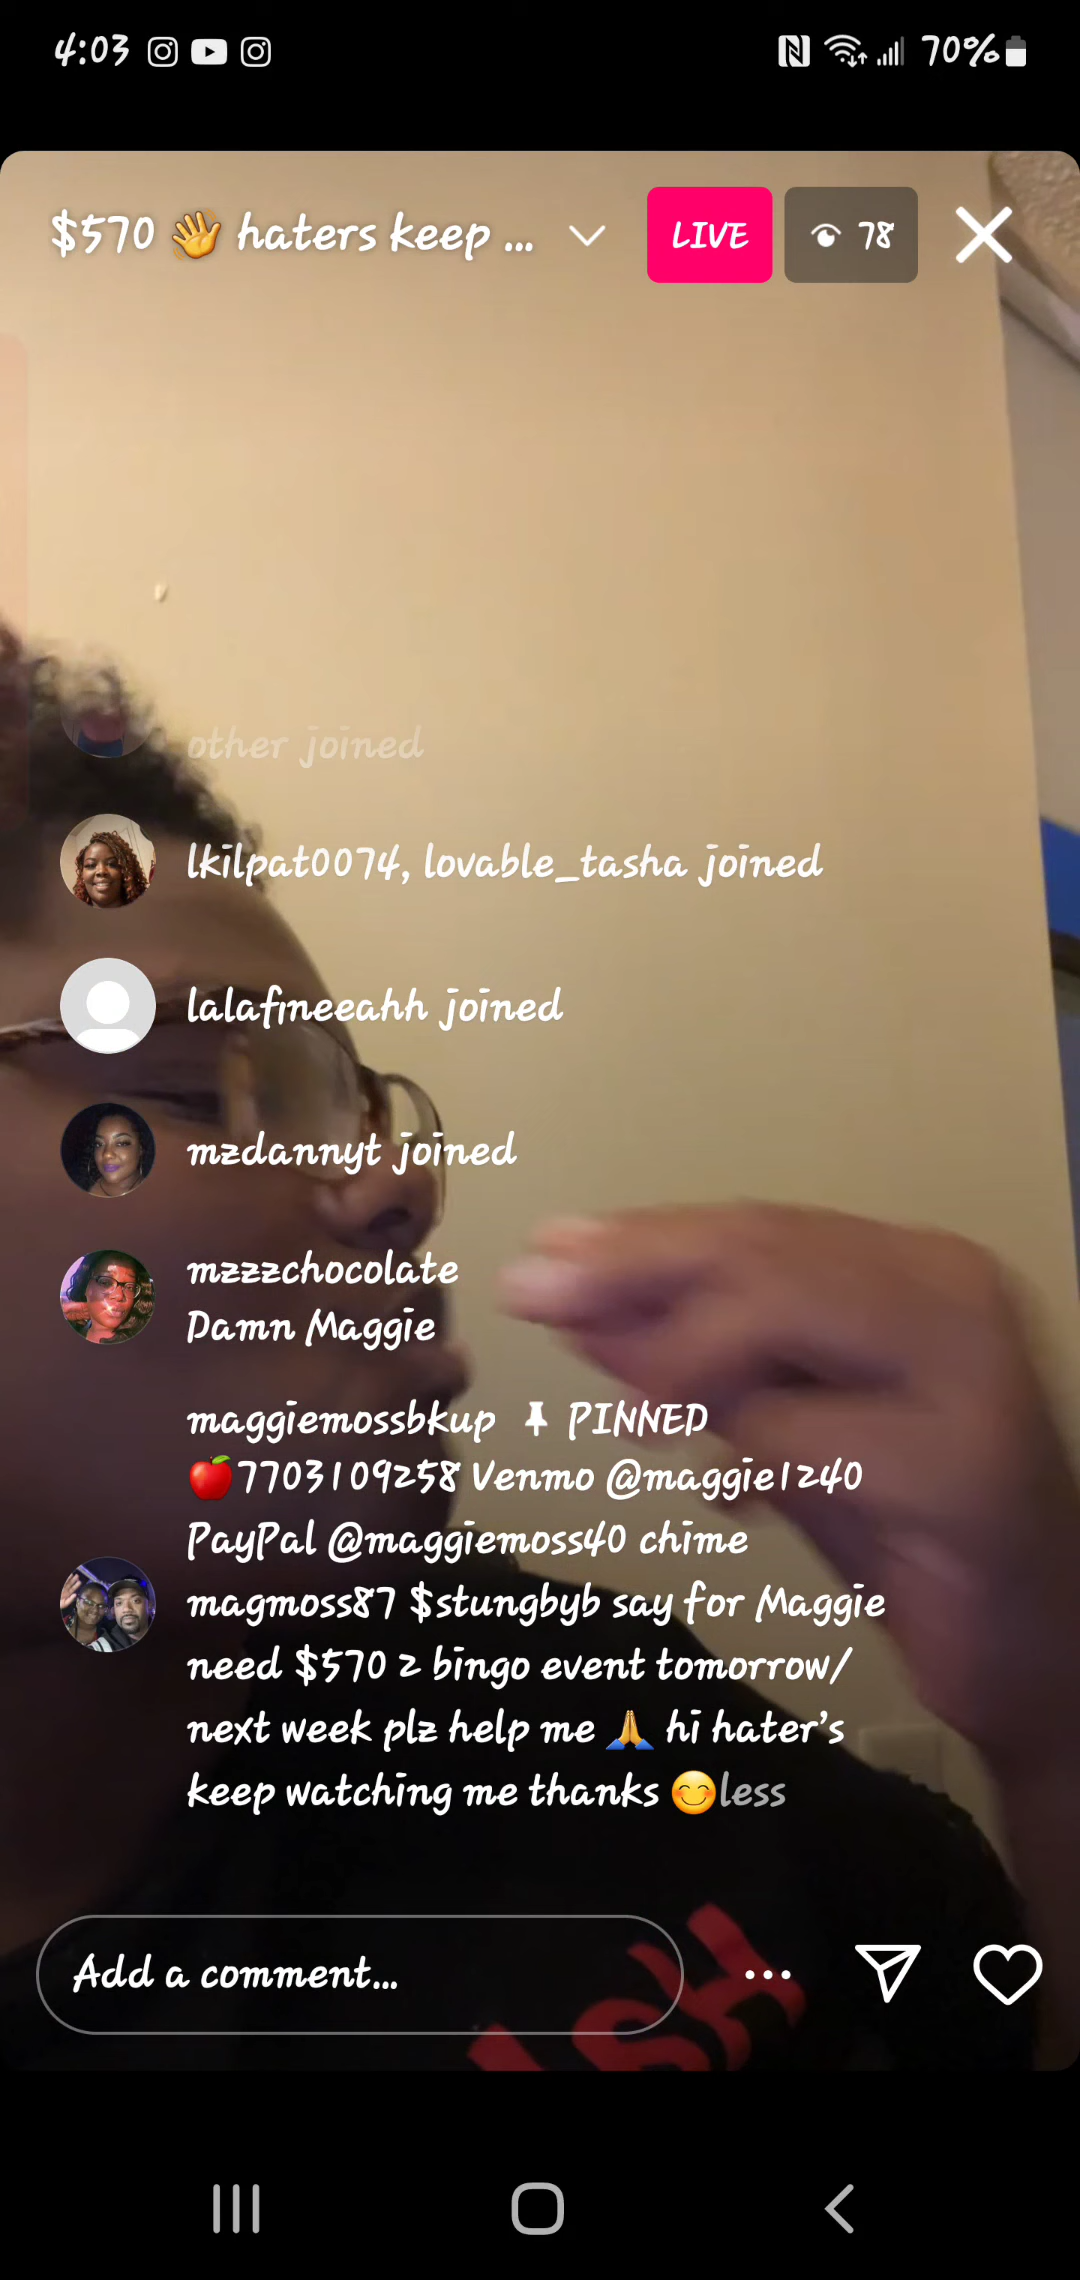 4:03
70%
$570 👋 haters keep ...
LIVE
78
other joined
lkilpat0074, lovable_tasha joined
lalafineeahh joined
mzdannyt joined
mzzzchocolate
Damn Maggie
maggiemossbkup PINNED
🍎7703109258 Venmo @maggie1240
PayPal @maggiemoss40 chime
magmoss87 $stungbyb say for Maggie
need $570 2 bingo event tomorrow/
next week plz help me 🙏 hi hater's
keep watching me thanks 😊less
Add a comment...